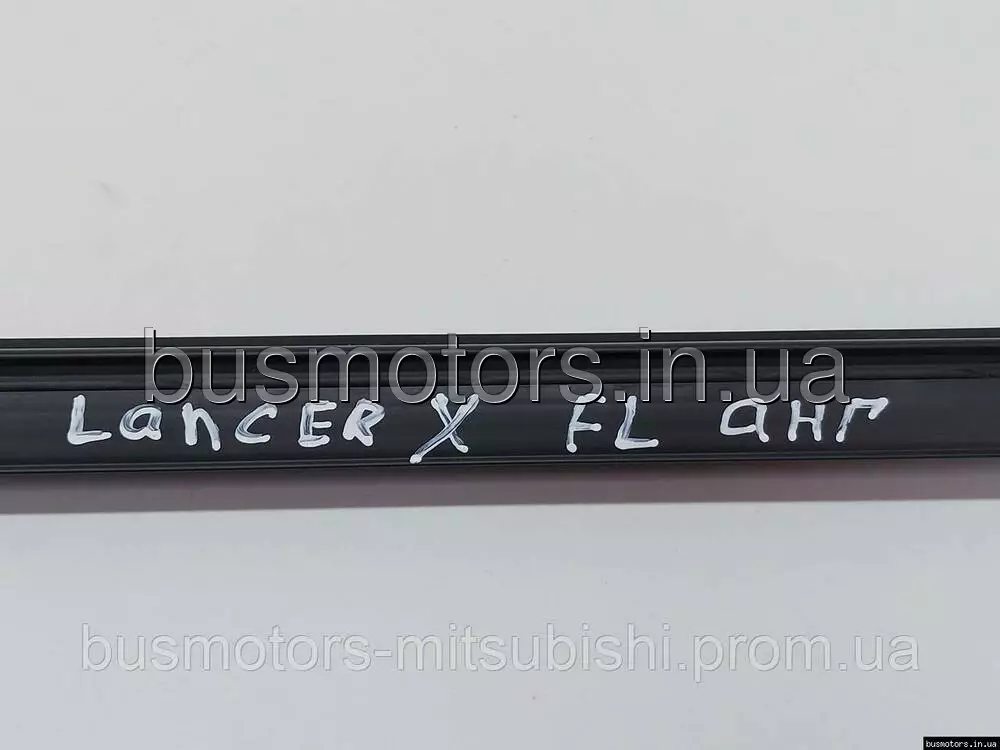 busmotors.in.ua
Lancer X FL анг
busmotors-mitsubishi.prom.ua
busmotors.in.ua